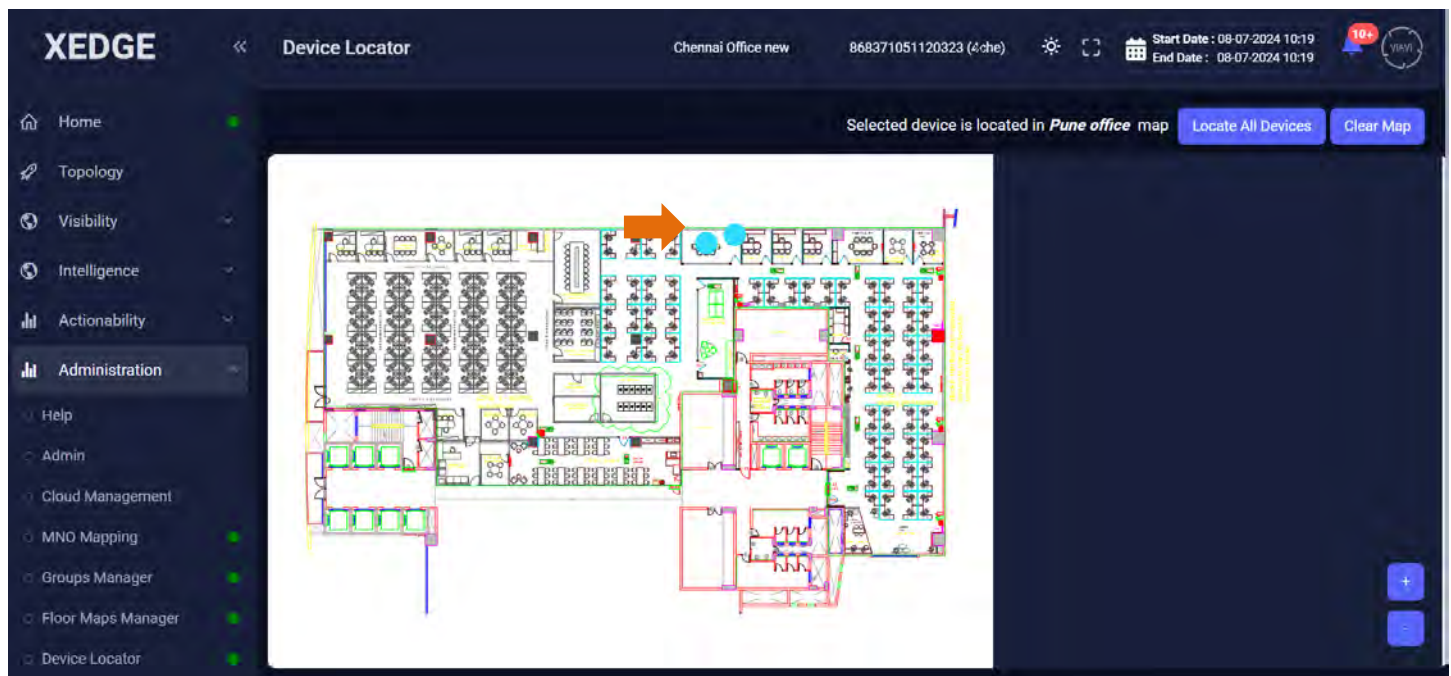 XEDGE
«
Device Locator
Chennai Office new
868371051120323 (4che)
Start Date : 08-07-2024 10:19
End Date : 08-07-2024 10:19
10+
VIAVI
Home
Topology
Visibility
Intelligence
Actionability
Administration
Help
Admin
Cloud Management
MNO Mapping
Groups Manager
Floor Maps Manager
Device Locator
Selected device is located in Pune office map
Locate All Devices
Clear Map
+
-